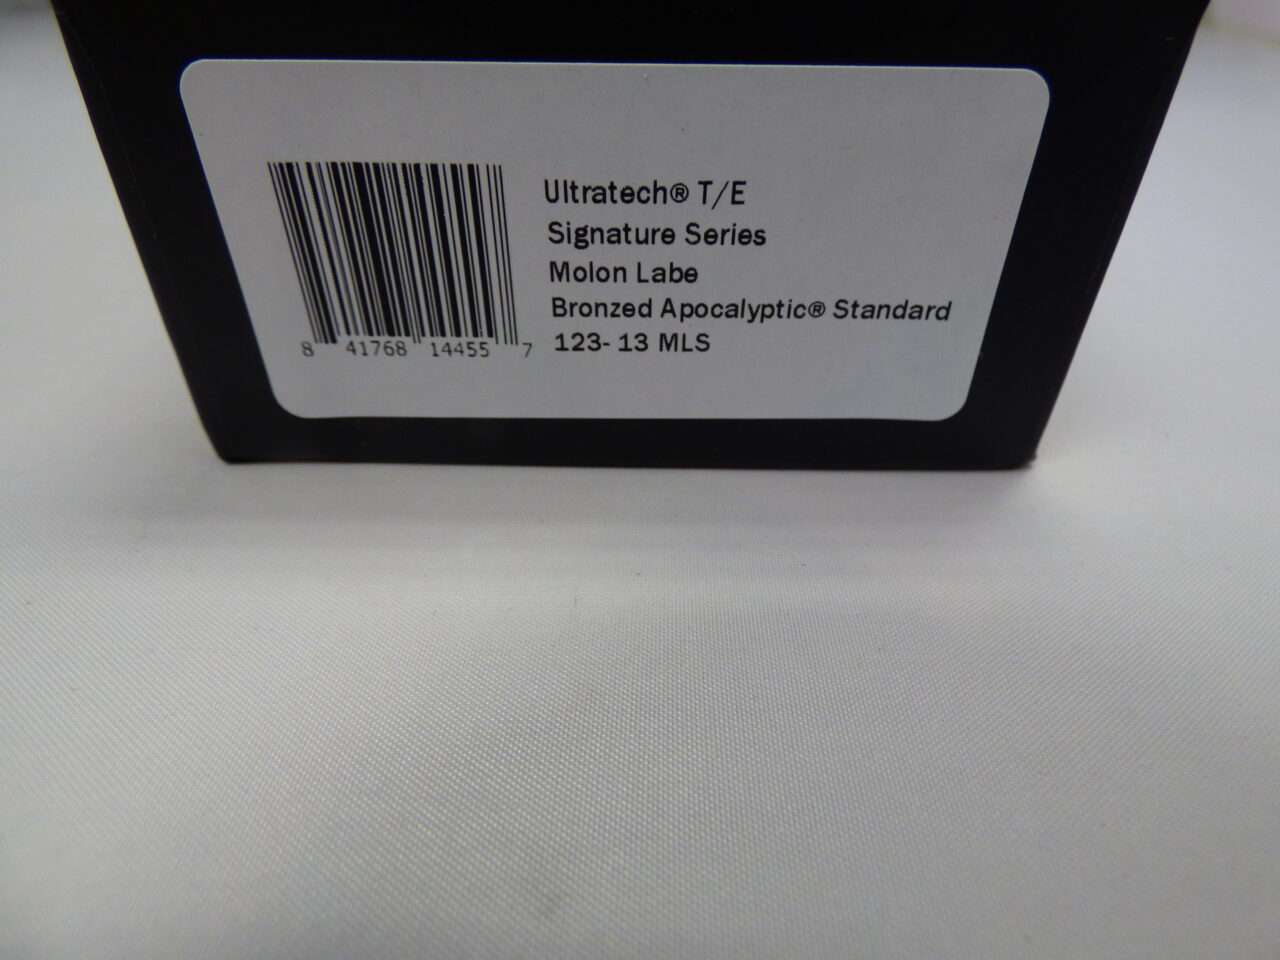 Ultratech® T/E
Signature Series
Molon Labe
Bronzed Apocalyptic® Standard
123- 13 MLS
8 41768 14455 7